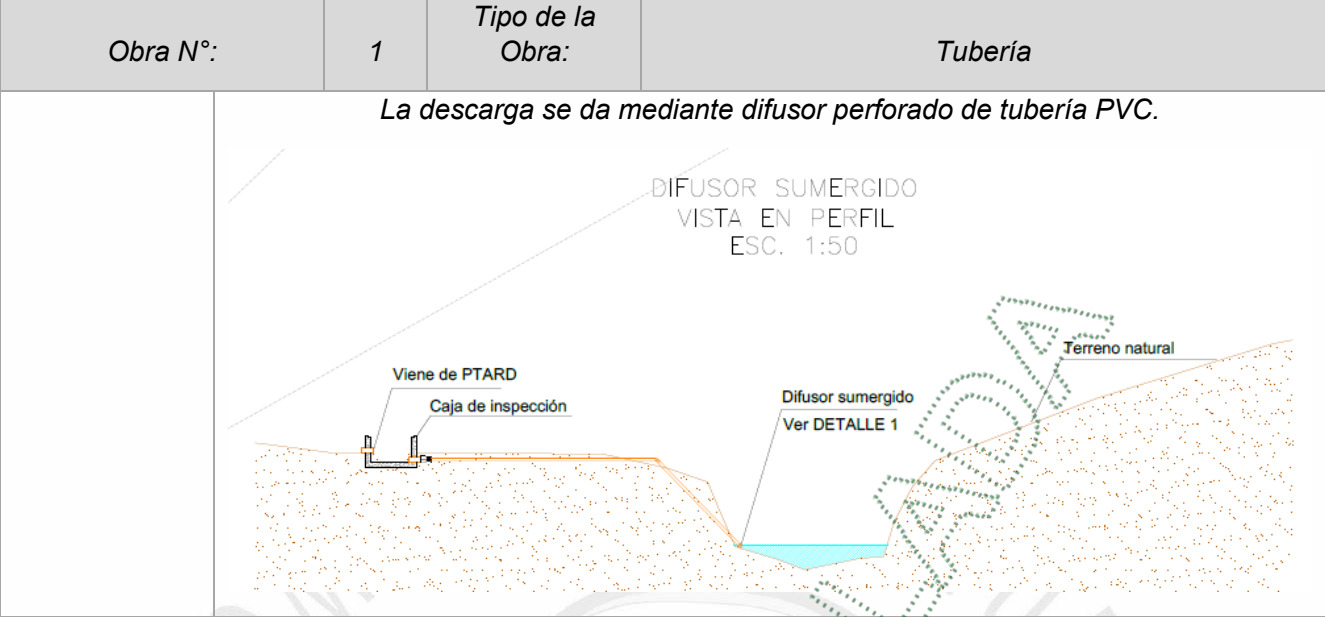 Obra N°:
1
Tipo de la
Obra:
Tubería
La descarga se da mediante difusor perforado de tubería PVC.
DIFUSOR SUMERGIDO
VISTA EN PERFIL
ESC. 1:50
Terreno natural
Viene de PTARD
Caja de inspección
Difusor sumergido
Ver DETALLE 1